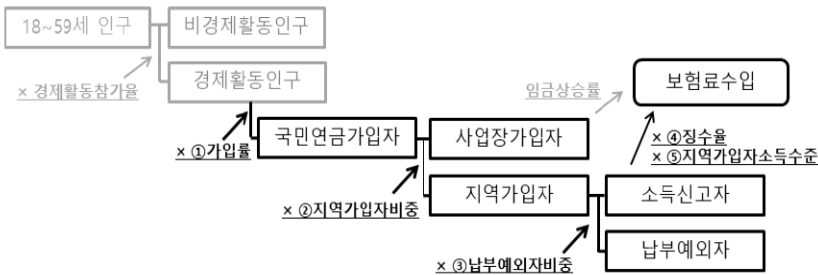 18~59세 인구
비경제활동인구
× 경제활동참가율
경제활동인구
임금상승률
보험료수입
× ①가입률
국민연금가입자
사업장가입자
× ④징수율
× ⑤지역가입자소득수준
× ②지역가입자비중
지역가입자
소득신고자
× ③납부예외자비중
납부예외자